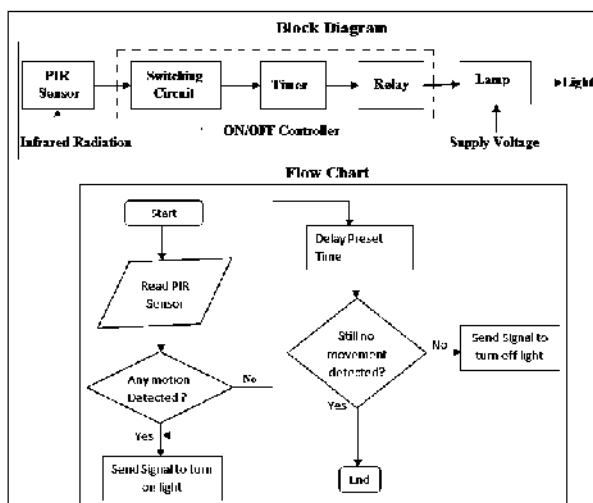 Block Diagram
PIR
Sensor
Switching
Circuit
Timer
Relay
Lamp
Light
Infrared Radiation
ON/OFF Controller
Supply Voltage
Flow Chart
Start
Read PIR
Sensor
Any motion
Detected ?
No
Yes
Send Signal to turn
on light
Delay Preset
Time
Still no
movement
detected?
No
Send Signal to
turn off light
Yes
End